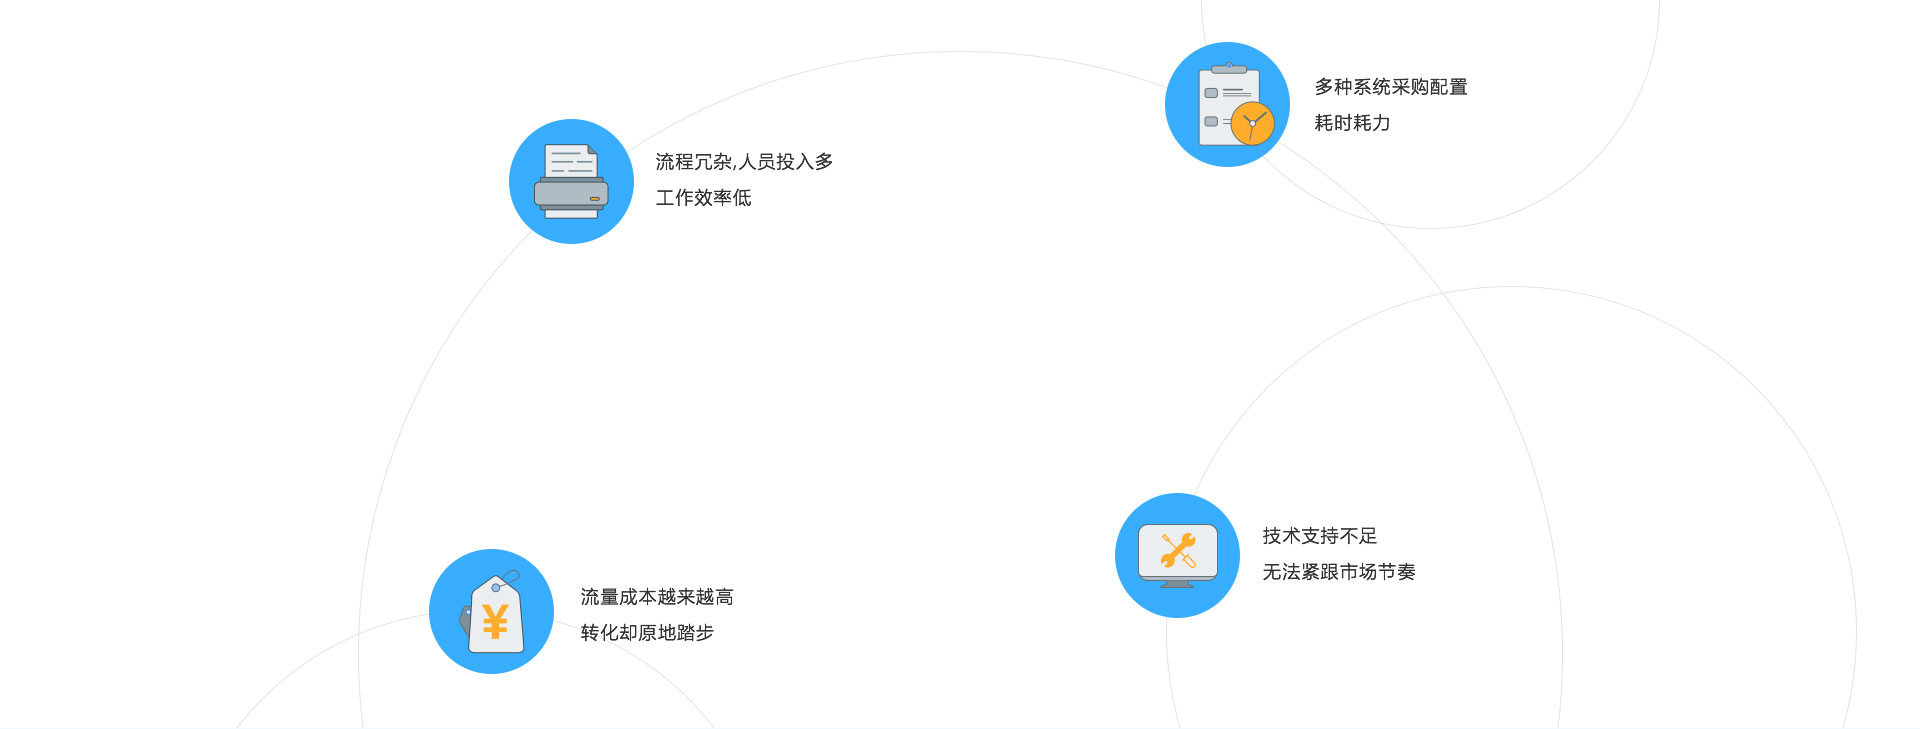 多种系统采购配置
耗时耗力
流程冗杂,人员投入多
工作效率低
技术支持不足
无法紧跟市场节奏
流量成本越来越高
转化却原地踏步